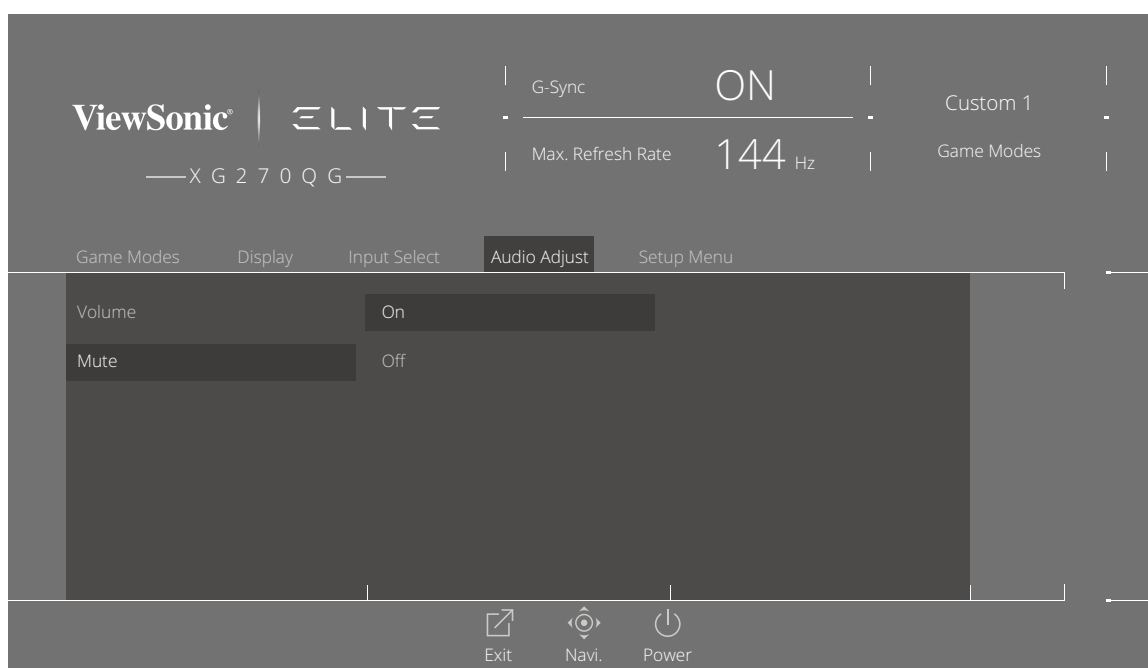 ViewSonic® | ELITE
XG270QG
G-Sync ON
Max. Refresh Rate 144 Hz
Custom 1
Game Modes
Game Modes Display Input Select Audio Adjust Setup Menu
Volume On
Mute Off
Exit Navi. Power